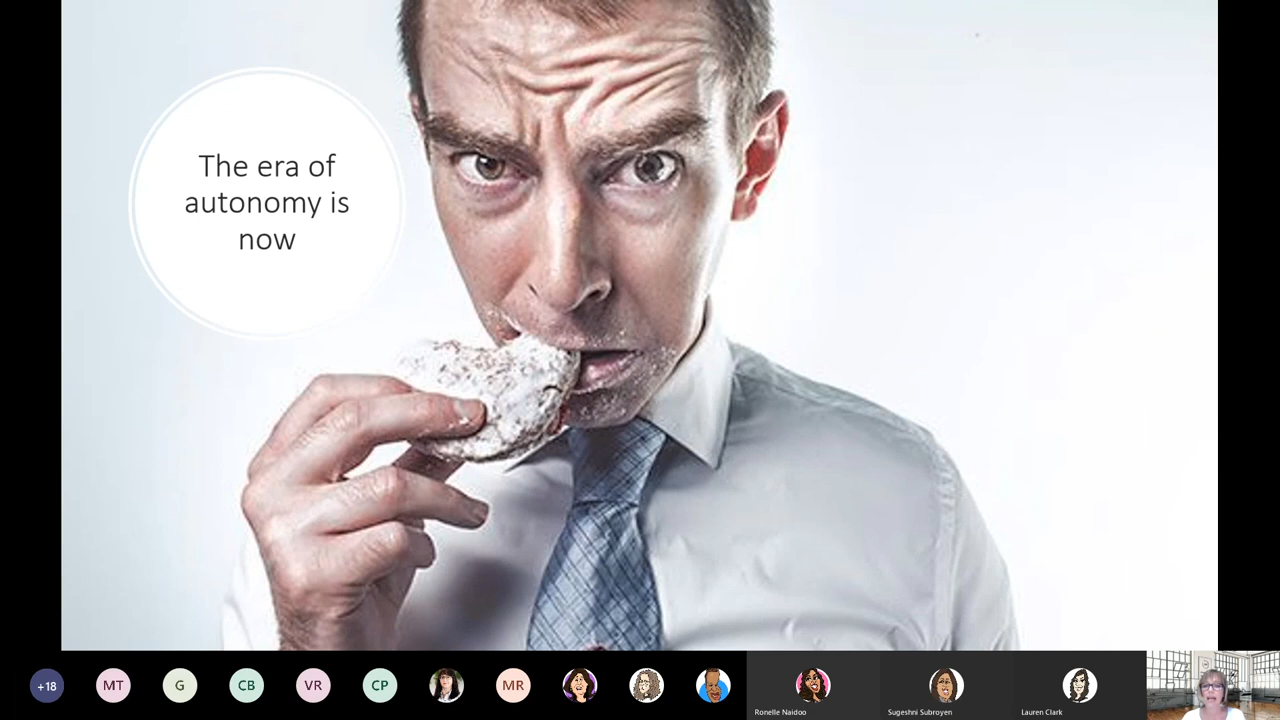 The era of
autonomy is
now
+18
MT
G
CB
VR
CP
MR
Ronelle Naidoo
Sugeshni Subroyen
Lauren Clark